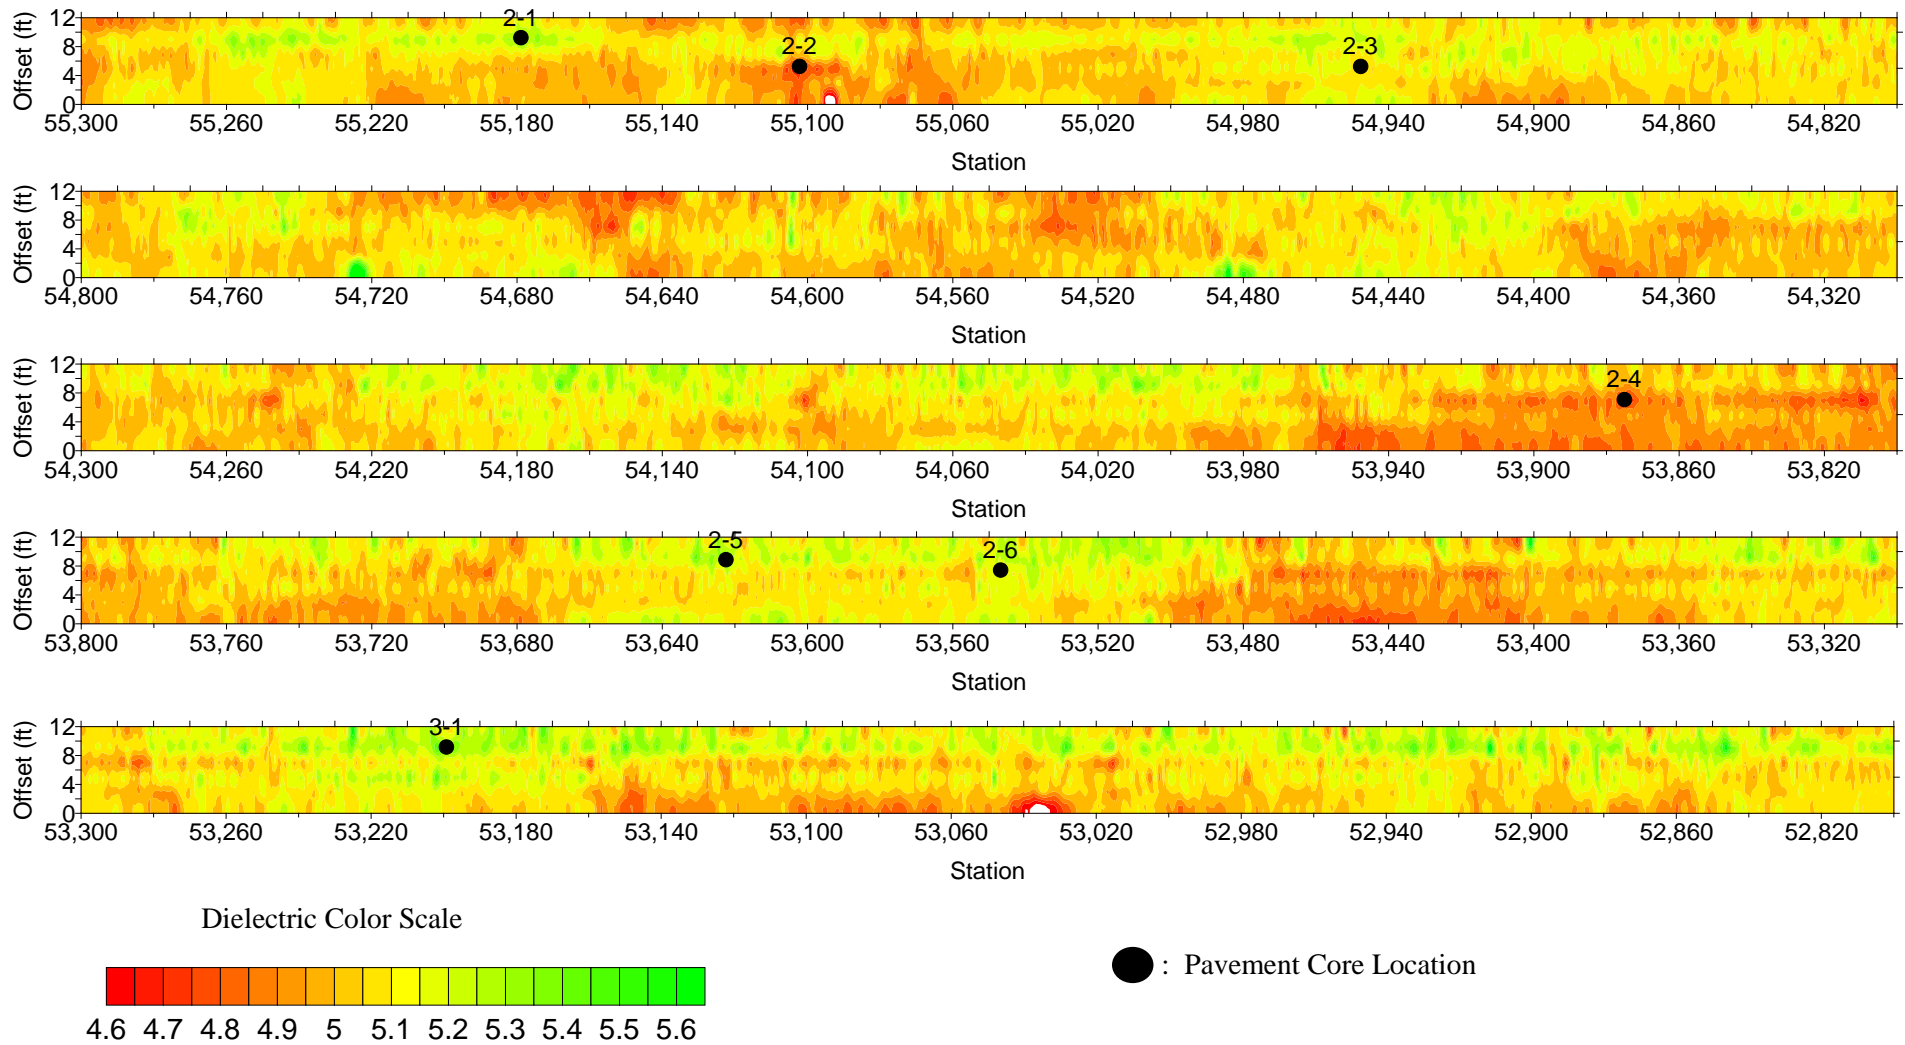 Offset (ft)
12
8
4
0
2-1
2-2
2-3
55,300 55,260 55,220 55,180 55,140 55,100 55,060 55,020 54,980 54,940 54,900 54,860 54,820
Station
Offset (ft)
12
8
4
0
54,800 54,760 54,720 54,680 54,640 54,600 54,560 54,520 54,480 54,440 54,400 54,360 54,320
Station
Offset (ft)
12
8
4
0
2-4
54,300 54,260 54,220 54,180 54,140 54,100 54,060 54,020 53,980 53,940 53,900 53,860 53,820
Station
Offset (ft)
12
8
4
0
2-5
2-6
53,800 53,760 53,720 53,680 53,640 53,600 53,560 53,520 53,480 53,440 53,400 53,360 53,320
Station
Offset (ft)
12
8
4
0
3-1
53,300 53,260 53,220 53,180 53,140 53,100 53,060 53,020 52,980 52,940 52,900 52,860 52,820
Station
Dielectric Color Scale
4.6 4.7 4.8 4.9 5 5.1 5.2 5.3 5.4 5.5 5.6
: Pavement Core Location